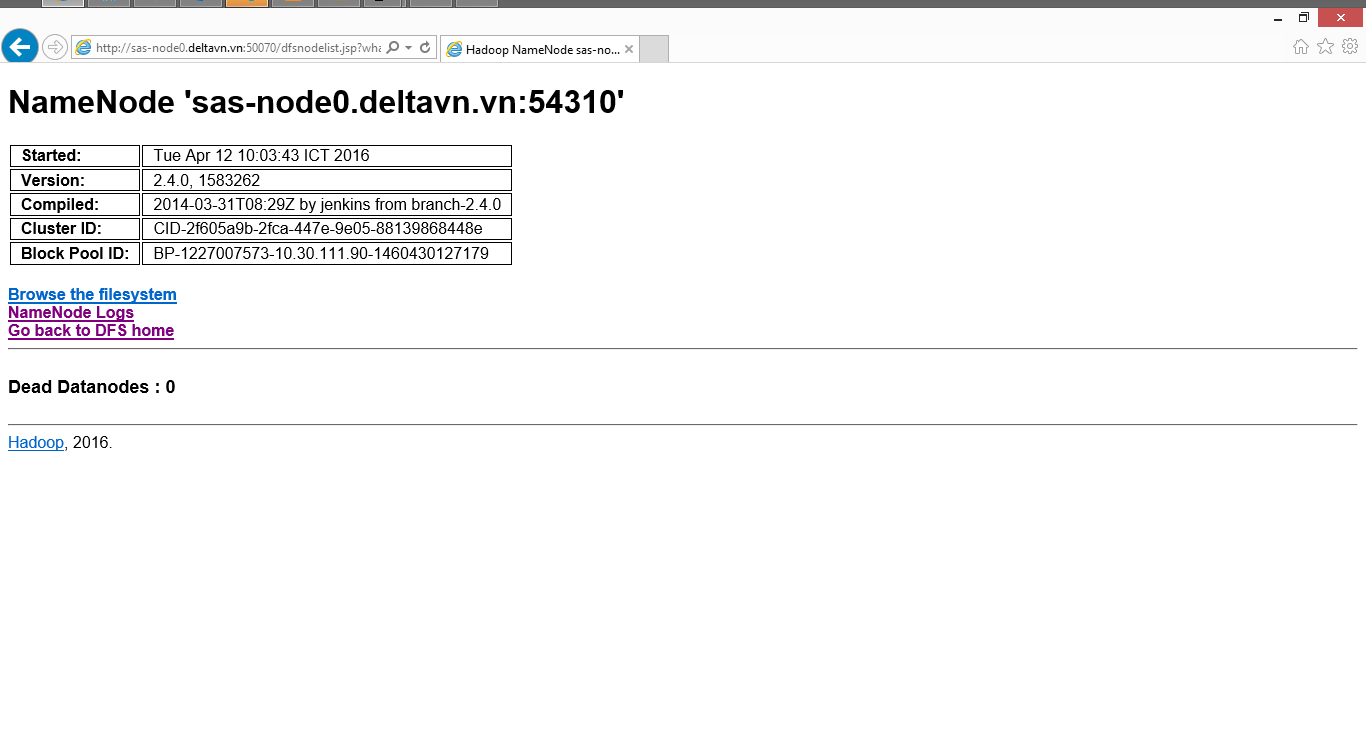 http://sas-node0.deltavn.vn:50070/dfsnodelist.jsp?wha
Hadoop NameNode sas-no...
NameNode 'sas-node0.deltavn.vn:54310'
Started: Tue Apr 12 10:03:43 ICT 2016
Version: 2.4.0, 1583262
Compiled: 2014-03-31T08:29Z by jenkins from branch-2.4.0
Cluster ID: CID-2f605a9b-2fca-447e-9e05-88139868448e
Block Pool ID: BP-1227007573-10.30.111.90-1460430127179
Browse the filesystem
NameNode Logs
Go back to DFS home
Dead Datanodes : 0
Hadoop, 2016.